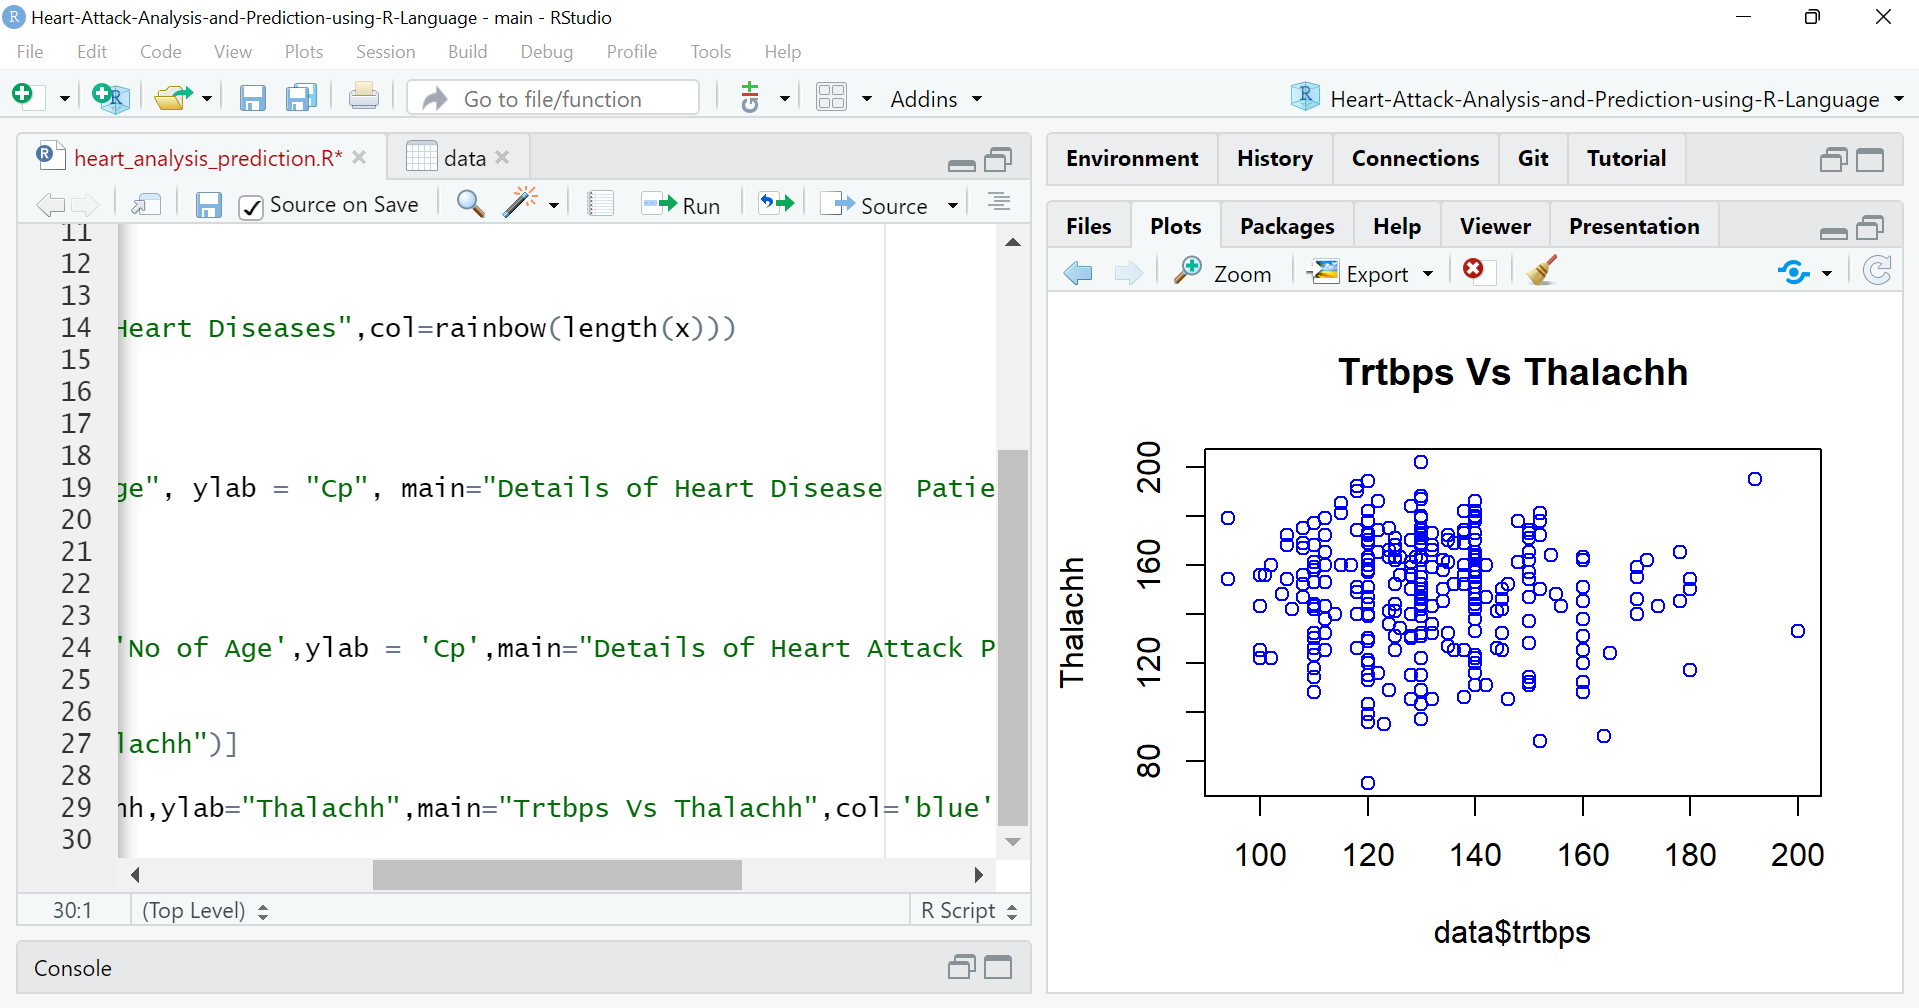 R Heart-Attack-Analysis-and-Prediction-using-R-Language - main - RStudio
File Edit Code View Plots Session Build Debug Profile Tools Help
Go to file/function Addins Heart-Attack-Analysis-and-Prediction-using-R-Language
heart_analysis_prediction.R* data
Source on Save Run Source
11
12
13
14 Heart Diseases",col=rainbow(length(x)))
15
16
17
18
19 ge", ylab = "Cp", main="Details of Heart Disease  Patie
20
21
22
23
24 'No of Age',ylab = 'Cp',main="Details of Heart Attack P
25
26
27 lachh")]
28
29 hh,ylab="Thalachh",main="Trtbps Vs Thalachh",col='blue'
30
30:1 (Top Level) R Script
Console
Environment History Connections Git Tutorial
Files Plots Packages Help Viewer Presentation
Zoom Export
Trtbps Vs Thalachh
Thalachh
200
160
120
80
100 120 140 160 180 200
data$trtbps